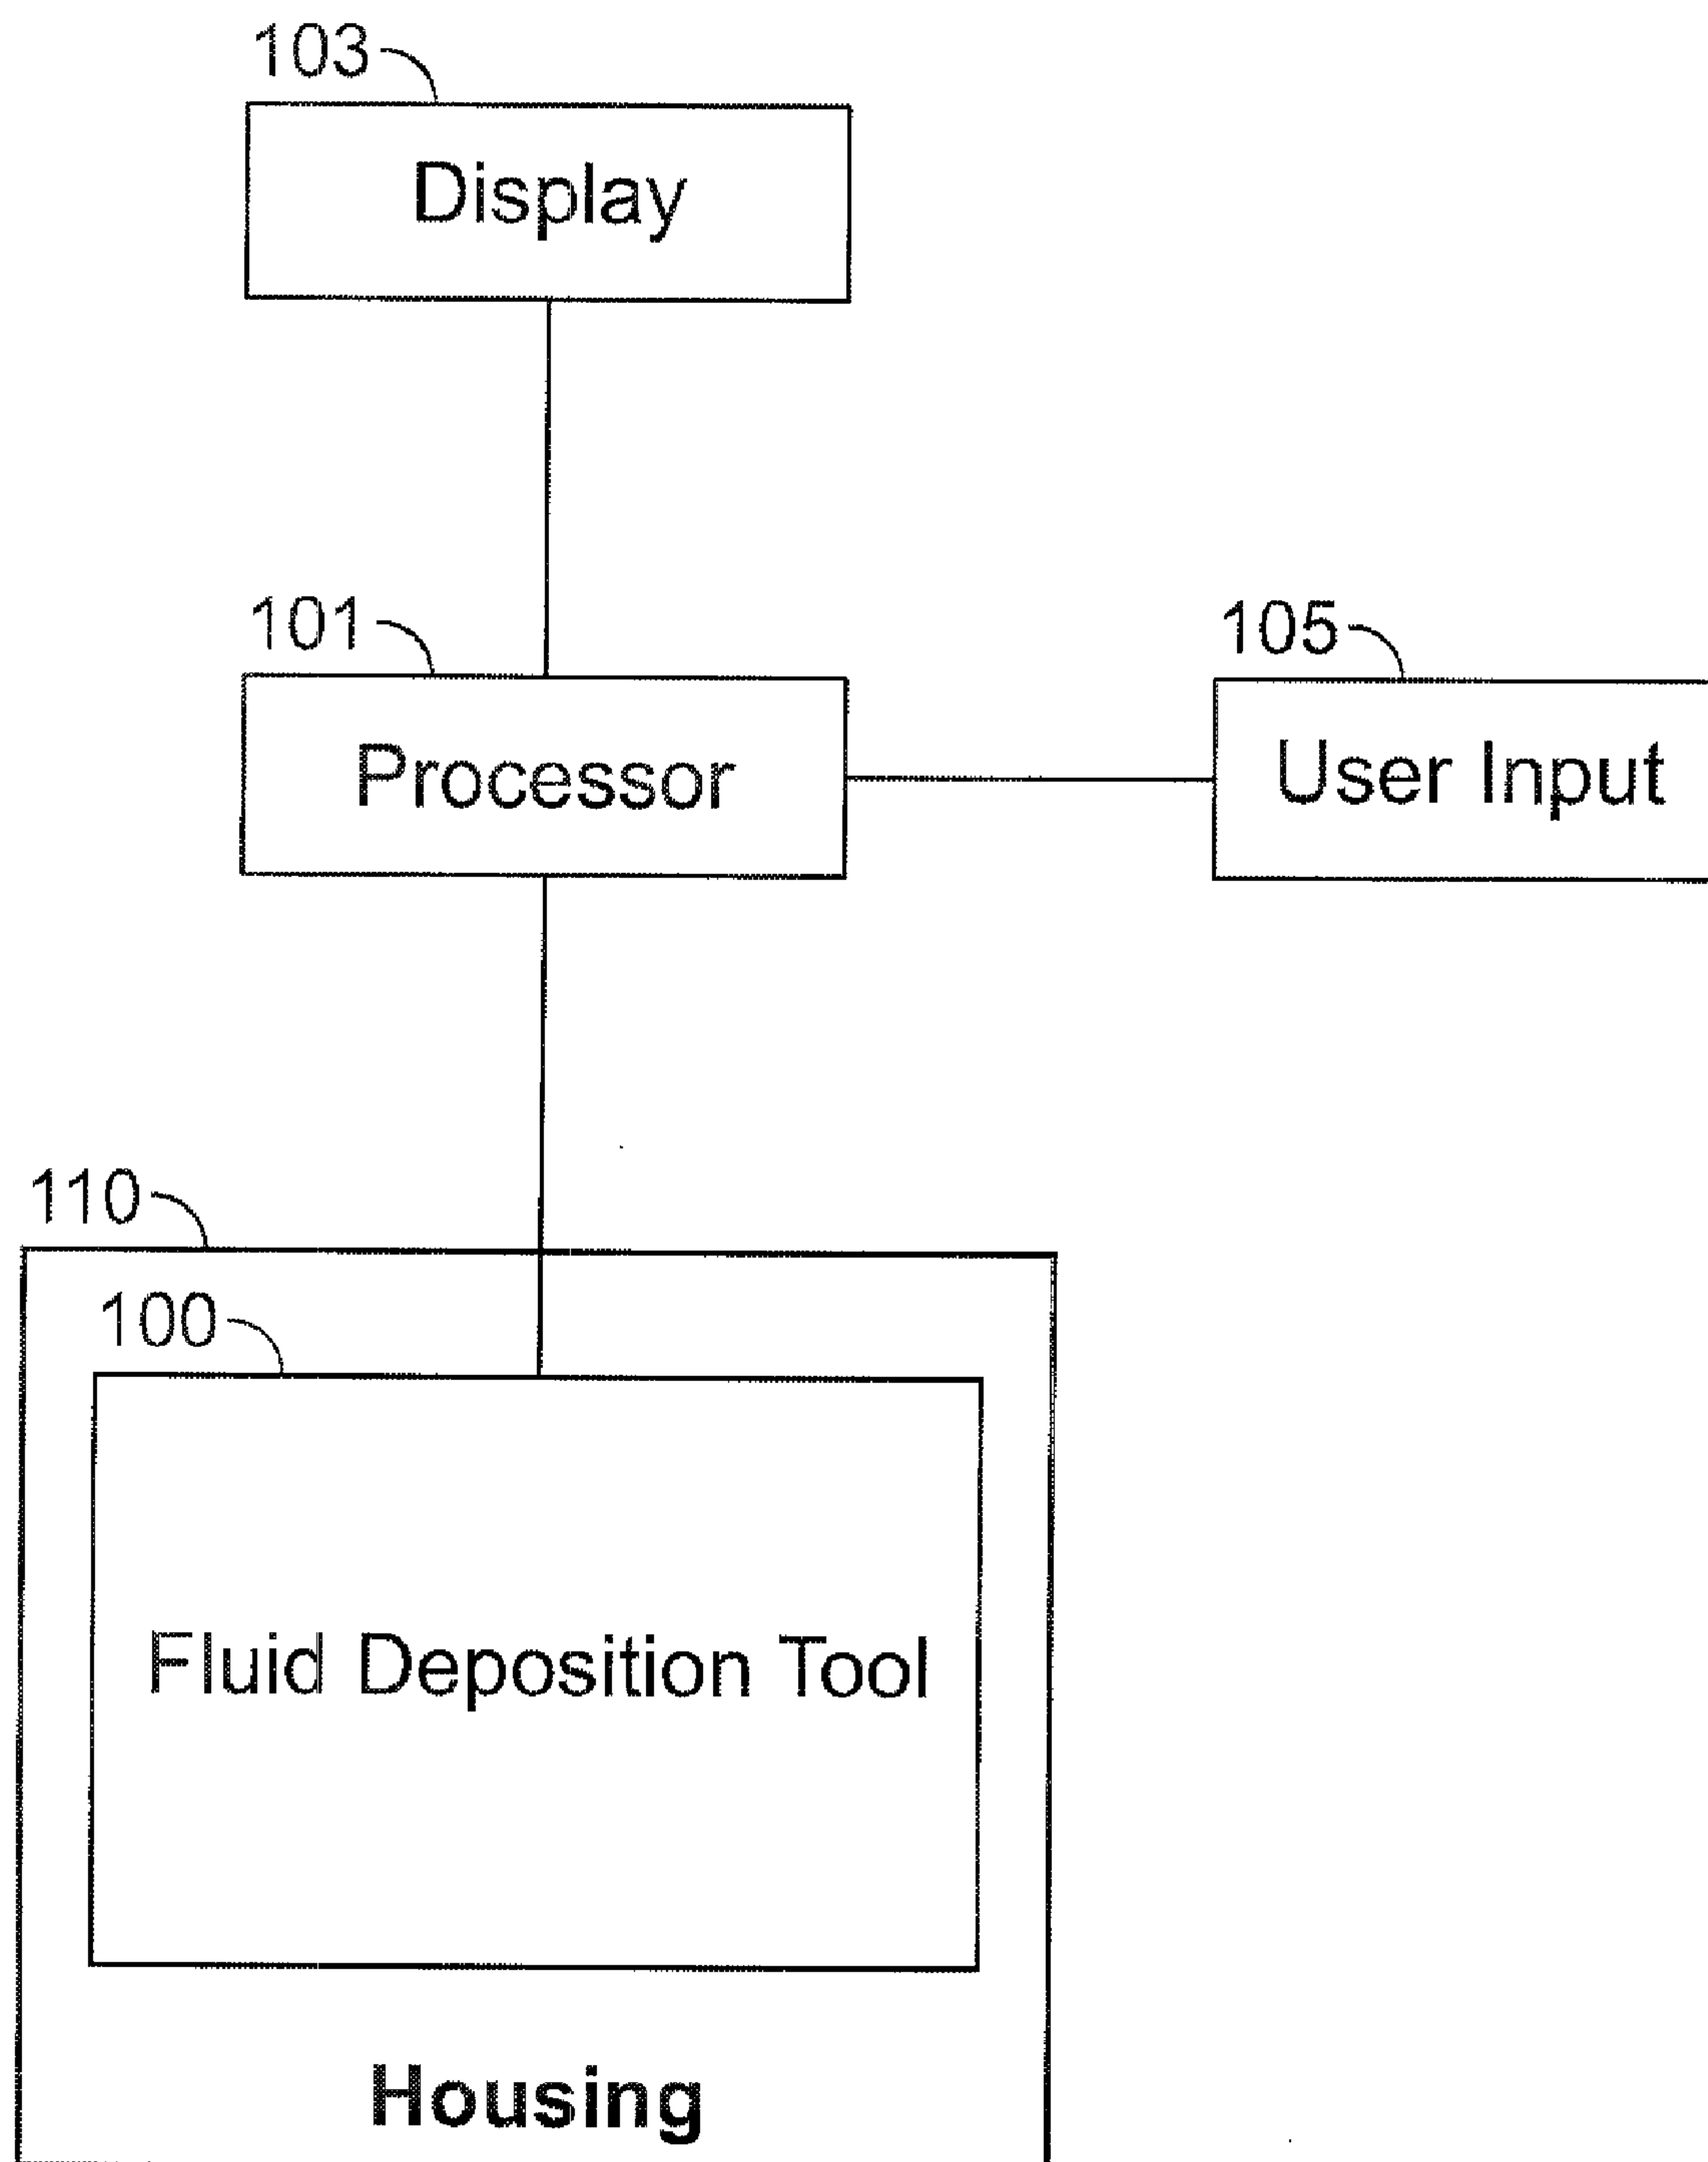 103
Display
101
Processor
105
User Input
110
100
Fluid Deposition Tool
Housing